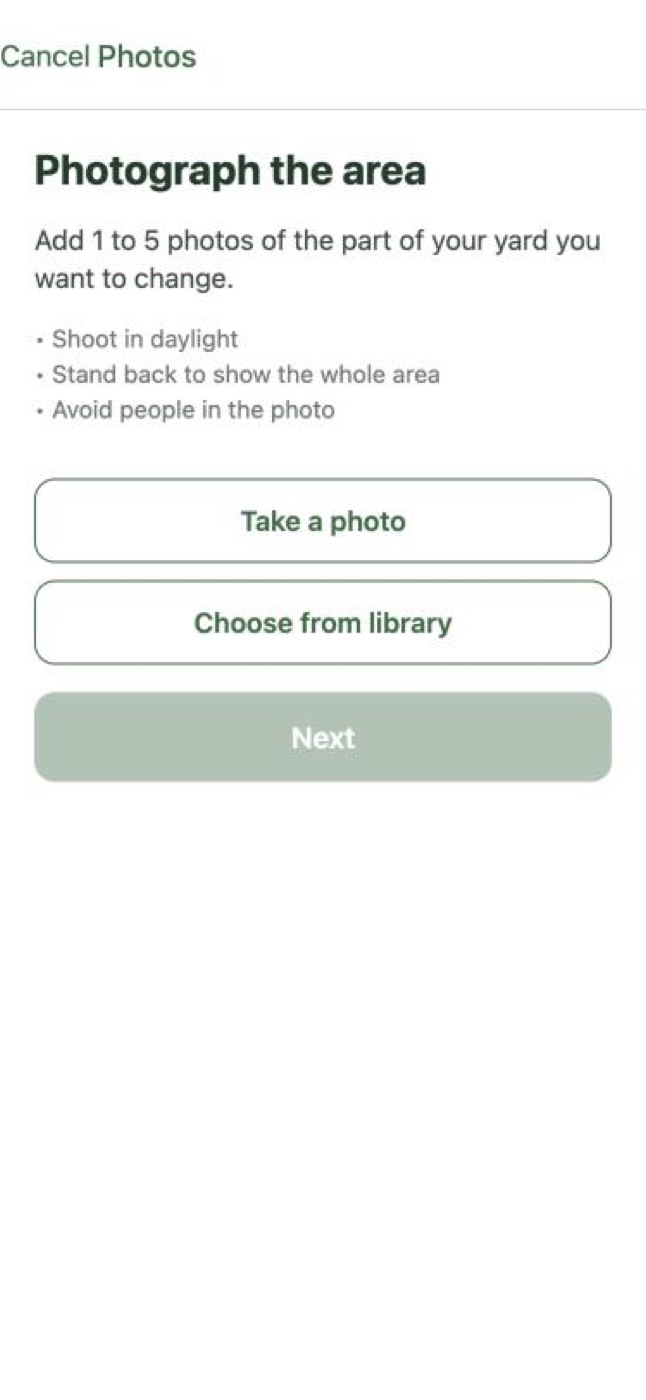 Cancel Photos
Photograph the area
Add 1 to 5 photos of the part of your yard you
want to change.
• Shoot in daylight
• Stand back to show the whole area
• Avoid people in the photo
Take a photo
Choose from library
Next